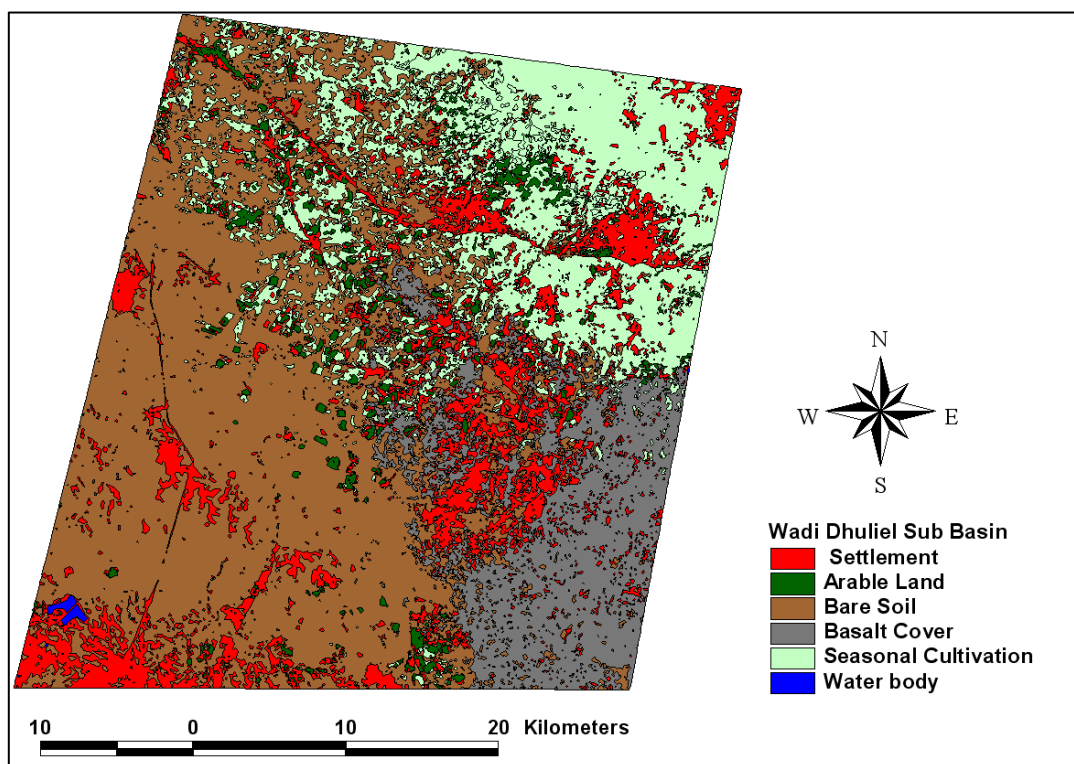 N
W E
S
Wadi Dhuliel Sub Basin
Settlement
Arable Land
Bare Soil
Basalt Cover
Seasonal Cultivation
Water body
10 0 10 20 Kilometers